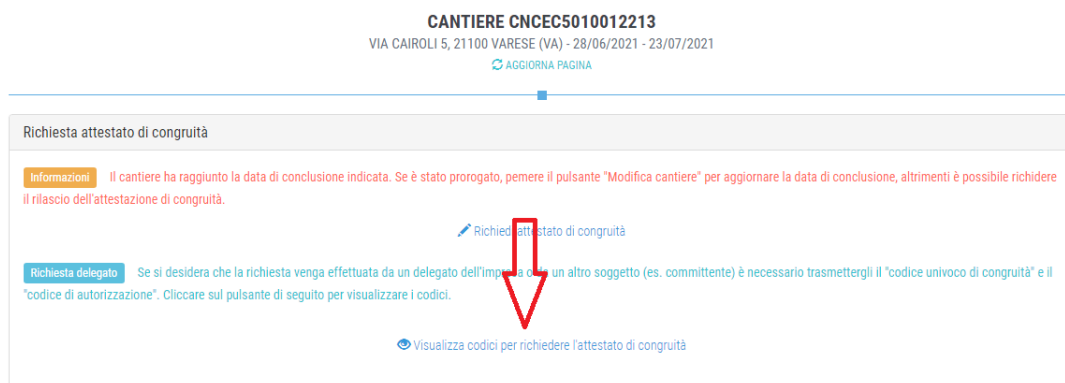 CANTIERE CNCEC5010012213
VIA CAIROLI 5, 21100 VARESE (VA) - 28/06/2021 - 23/07/2021
AGGIORNA PAGINA
Richiesta attestato di congruità
Informazioni Il cantiere ha raggiunto la data di conclusione indicata. Se è stato prorogato, pemere il pulsante "Modifica cantiere" per aggiornare la data di conclusione, altrimenti è possibile richidere
il rilascio dell'attestazione di congruità.
Richiedi attestato di congruità
Richiesta delegato Se si desidera che la richiesta venga effettuata da un delegato dell'impresa o da un altro soggetto (es. committente) è necessario trasmettergli il "codice univoco di congruità" e il
"codice di autorizzazione". Cliccare sul pulsante di seguito per visualizzare i codici.
Visualizza codici per richiedere l'attestato di congruità